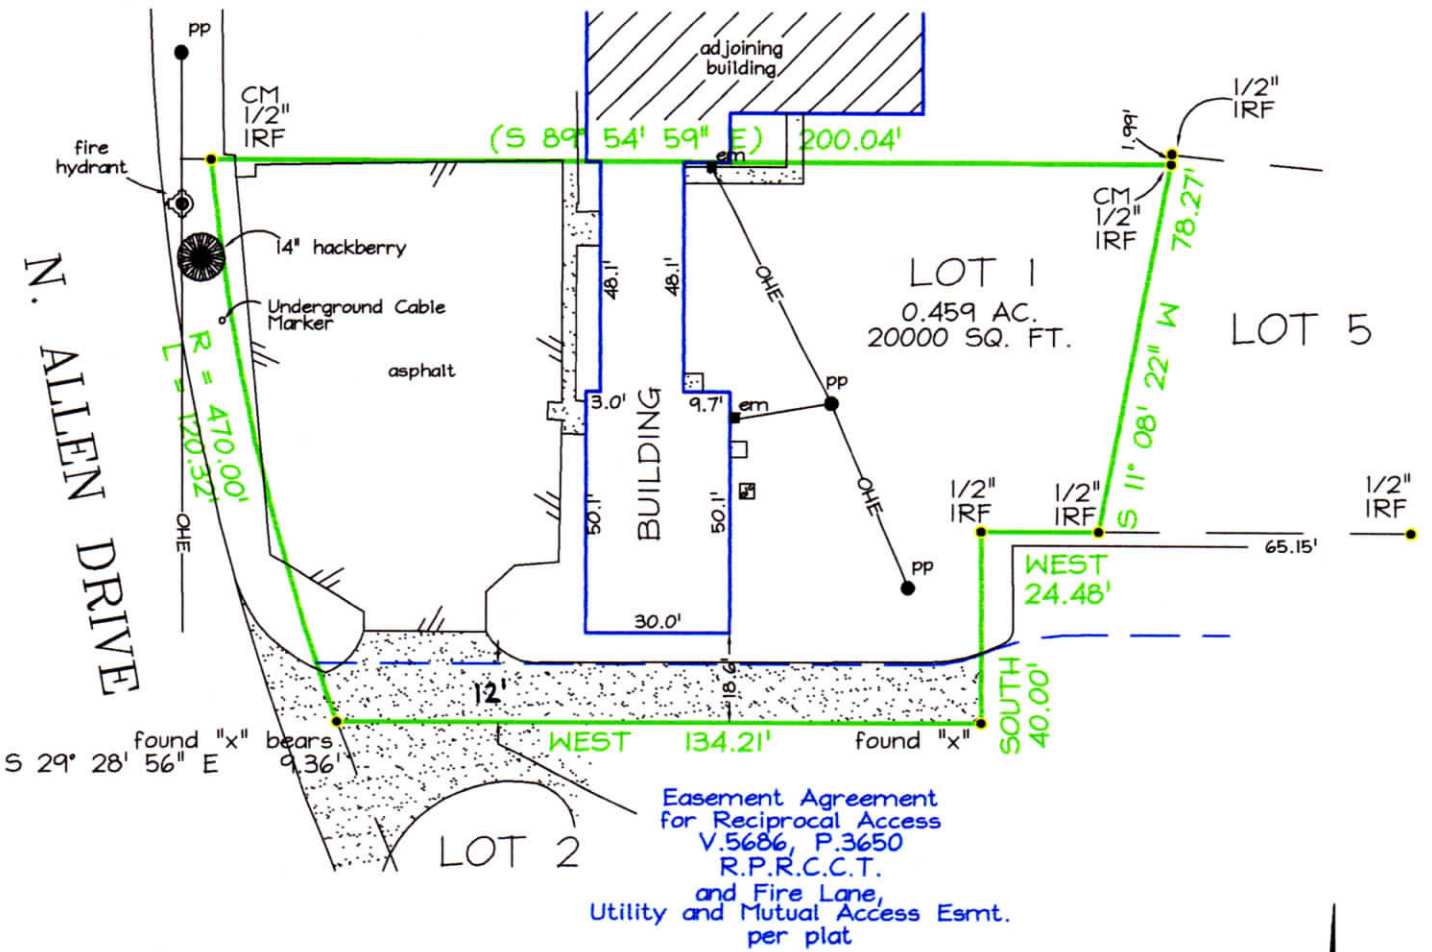 pp
adjoining
building
CM
1/2"
IRF
1/2"
IRF
1.99'
(S 89° 54' 59" E) 200.04'
fire
hydrant
em
CM
1/2"
IRF
78.27'
14" hackberry
48.1'
48.1'
OHE
LOT 1
0.459 AC.
20000 SQ. FT.
Underground Cable
Marker
N. ALLEN DRIVE
R = 470.00'
L = 120.32'
asphalt
S 11° 08' 22" W
LOT 5
pp
3.0'
9.7'
em
BUILDING
OHE
1/2"
IRF
1/2"
IRF
1/2"
IRF
50.1'
50.1'
OHE
65.15'
WEST
24.48'
pp
30.0'
18.6'
12'
SOUTH
40.00'
found "x" bears
S 29° 28' 56" E 9.36'
WEST 134.21'
found "x"
Easement Agreement
for Reciprocal Access
V.5686, P.3650
R.P.R.C.C.T.
and Fire Lane,
Utility and Mutual Access Esmt.
per plat
LOT 2